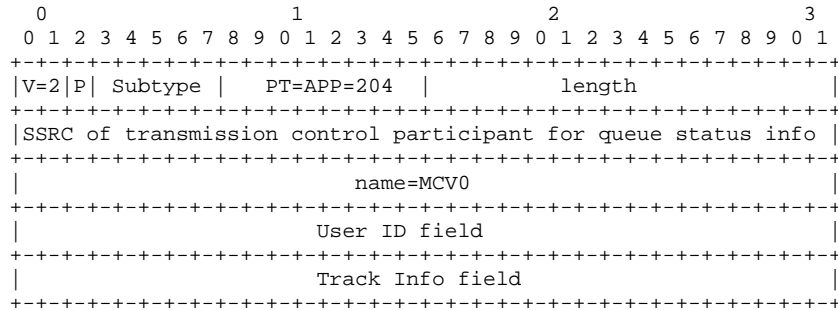 0                   1                   2                   3
0 1 2 3 4 5 6 7 8 9 0 1 2 3 4 5 6 7 8 9 0 1 2 3 4 5 6 7 8 9 0 1
+-+-+-+-+-+-+-+-+-+-+-+-+-+-+-+-+-+-+-+-+-+-+-+-+-+-+-+-+-+-+-+-+
|V=2|P| Subtype |   PT=APP=204  |          length               |
+-+-+-+-+-+-+-+-+-+-+-+-+-+-+-+-+-+-+-+-+-+-+-+-+-+-+-+-+-+-+-+-+
|SSRC of transmission control participant for queue status info |
+-+-+-+-+-+-+-+-+-+-+-+-+-+-+-+-+-+-+-+-+-+-+-+-+-+-+-+-+-+-+-+-+
|                          name=MCV0                            |
+-+-+-+-+-+-+-+-+-+-+-+-+-+-+-+-+-+-+-+-+-+-+-+-+-+-+-+-+-+-+-+-+
|                       User ID field                           |
+-+-+-+-+-+-+-+-+-+-+-+-+-+-+-+-+-+-+-+-+-+-+-+-+-+-+-+-+-+-+-+-+
|                       Track Info field                        |
+-+-+-+-+-+-+-+-+-+-+-+-+-+-+-+-+-+-+-+-+-+-+-+-+-+-+-+-+-+-+-+-+